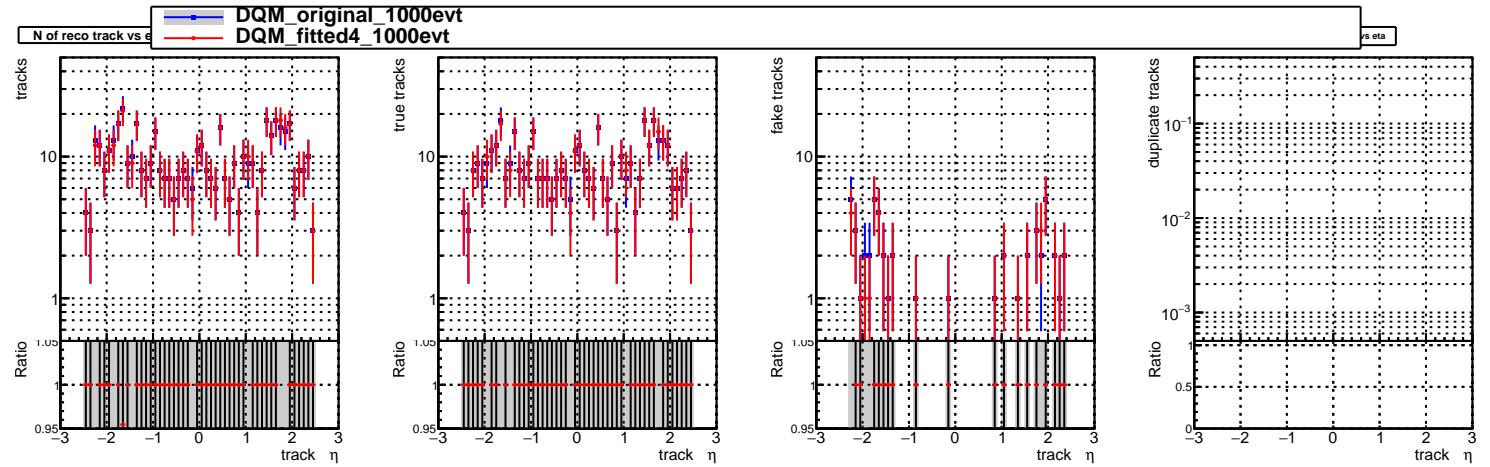 DQM_original_1000evt
DQM_fitted4_1000evt
N of reco track vs e
vs eta
tracks
10
1
Ratio
1.05
1
0.95
−3 −2 −1 0 1 2 3
track η
true tracks
10
1
Ratio
1.05
1
0.95
−3 −2 −1 0 1 2 3
track η
fake tracks
10
1
Ratio
1.05
1
0.95
−3 −2 −1 0 1 2 3
track η
duplicate tracks
10−1
10−2
10−3
Ratio
1
0.5
0
−3 −2 −1 0 1 2 3
track η